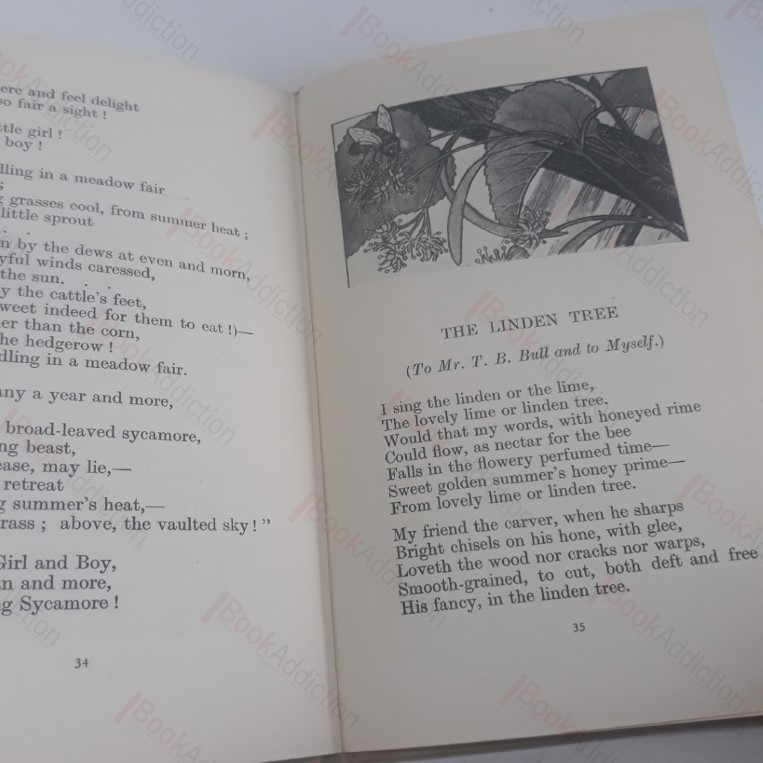 ere and feel delight
so fair a sight !
tle girl !
boy !
lling in a meadow fair
;
g grasses cool, from summer heat ;
little sprout
. .
n by the dews at even and morn,
yful winds caressed,
the sun. . .
y the cattle's feet,
weet indeed for them to eat !)—
er than the corn,
he hedgerow !
dling in a meadow fair.
any a year and more,
broad-leaved sycamore,
ng beast,
ease, may lie,—
retreat
g summer's heat,—
rass ; above, the vaulted sky ! "
Girl and Boy,
n and more,
g Sycamore !
34
THE LINDEN TREE
(To Mr. T. B. Bull and to Myself.)
I sing the linden or the lime,
The lovely lime or linden tree.
Would that my words, with honeyed rime
Could flow, as nectar for the bee
Falls in the flowery perfumed time—
Sweet golden summer's honey prime—
From lovely lime or linden tree.
My friend the carver, when he sharps
Bright chisels on his hone, with glee,
Loveth the wood nor cracks nor warps,
Smooth-grained, to cut, both deft and free
His fancy, in the linden tree.
35
BookAddiction